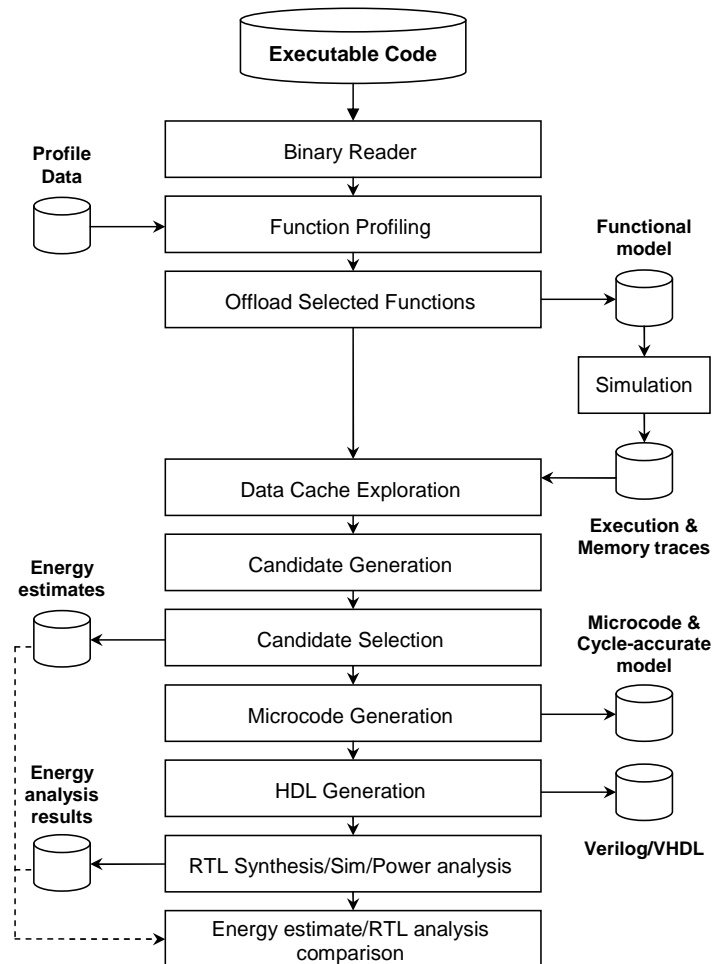 Executable Code
Binary Reader
Profile
Data
Function Profiling
Functional
model
Offload Selected Functions
Simulation
Data Cache Exploration
Execution &
Memory traces
Candidate Generation
Energy
estimates
Candidate Selection
Microcode &
Cycle-accurate
model
Microcode Generation
Energy
analysis
results
HDL Generation
Verilog/VHDL
RTL Synthesis/Sim/Power analysis
Energy estimate/RTL analysis
comparison